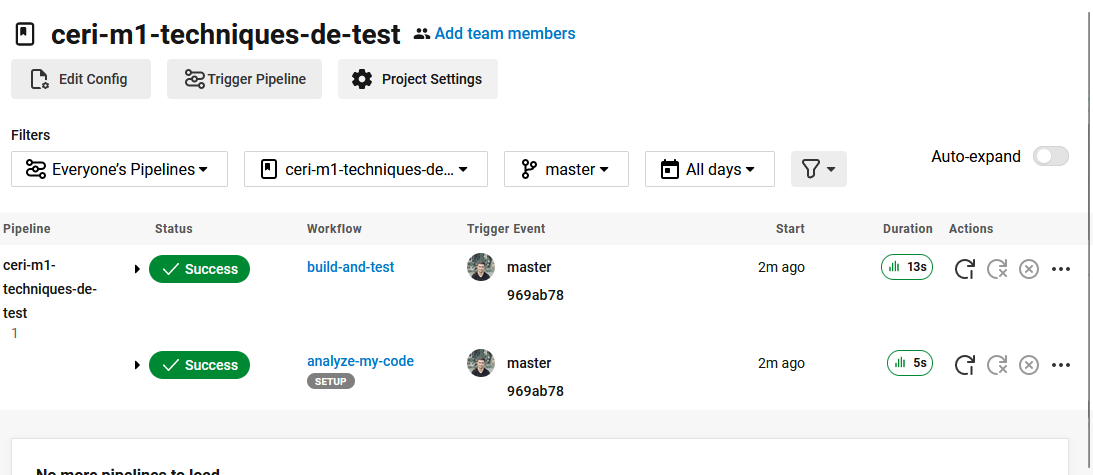 ceri-m1-techniques-de-test Add team members
Edit Config Trigger Pipeline Project Settings
Filters
Everyone's Pipelines ceri-m1-techniques-de... master All days Auto-expand
Pipeline Status Workflow Trigger Event Start Duration Actions
ceri-m1-
techniques-de-
test
1
Success build-and-test master 2m ago 13s
969ab78
Success analyze-my-code master 2m ago 5s
SETUP
969ab78
No more pipelines to load